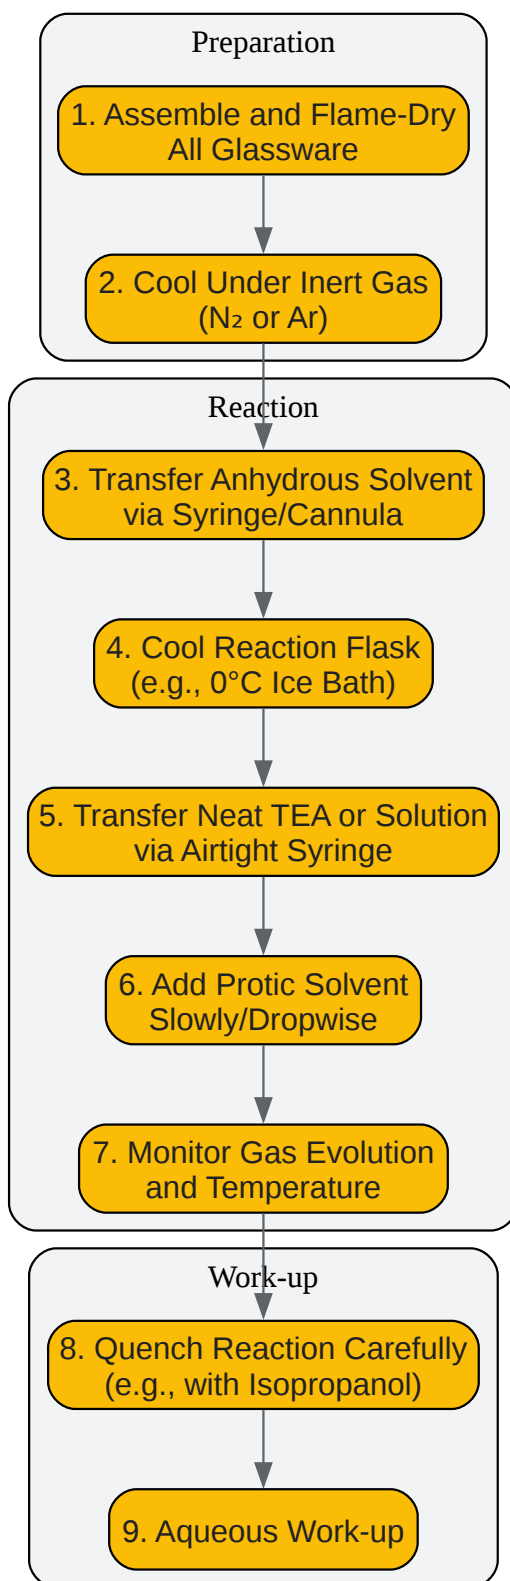 Preparation
1. Assemble and Flame-Dry
All Glassware
2. Cool Under Inert Gas
(N₂ or Ar)
Reaction
3. Transfer Anhydrous Solvent
via Syringe/Cannula
4. Cool Reaction Flask
(e.g., 0°C Ice Bath)
5. Transfer Neat TEA or Solution
via Airtight Syringe
6. Add Protic Solvent
Slowly/Dropwise
7. Monitor Gas Evolution
and Temperature
Work-up
8. Quench Reaction Carefully
(e.g., with Isopropanol)
9. Aqueous Work-up